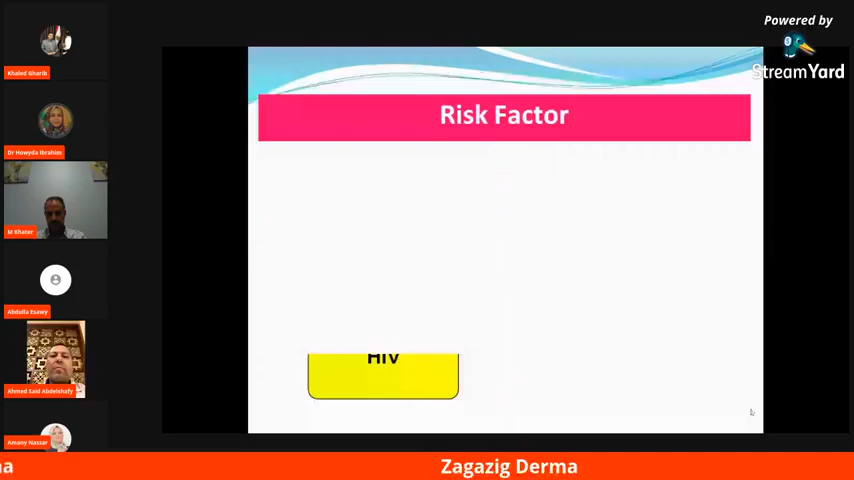 Powered by
StreamYard
Khaled Gharib
Dr Howyda Ibrahim
M Khater
Abdulla Esawy
Ahmed Said Abdelshafy
Amany Nassar
Risk Factor
HIV
Zagazig Derma